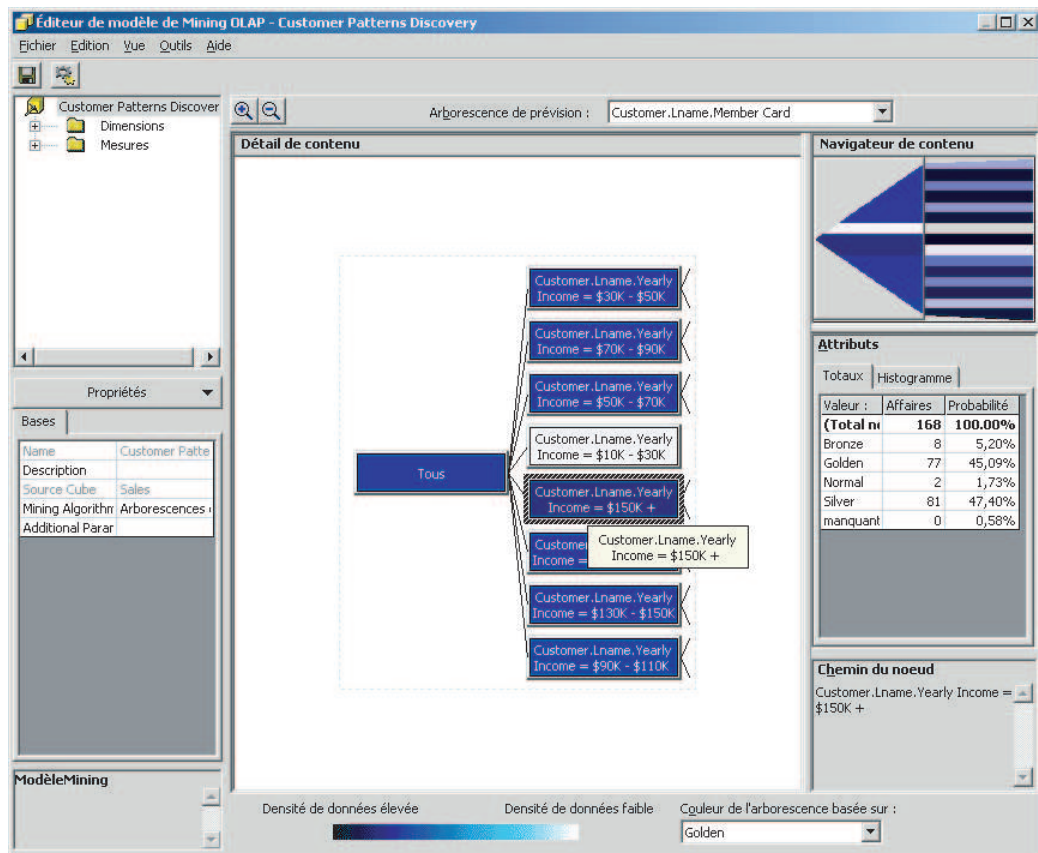 Éditeur de modèle de Mining OLAP - Customer Patterns Discovery
Fichier Edition Vue Outils Aide
Customer Patterns Discover
Dimensions
Mesures
Arborescence de prévision :
Customer.Lname.Member Card
Détail de contenu
Tous
Customer.Lname.Yearly
Income = $30K - $50K
Customer.Lname.Yearly
Income = $70K - $90K
Customer.Lname.Yearly
Income = $50K - $70K
Customer.Lname.Yearly
Income = $10K - $30K
Customer.Lname.Yearly
Income = $150K +
Customer.Lname.Yearly
Income = $150K +
Customer
Income =
Customer.Lname.Yearly
Income = $130K - $150K
Customer.Lname.Yearly
Income = $90K - $110K
Propriétés
Bases
Name Customer Patte
Description
Source Cube Sales
Mining Algorithm Arborescences
Additional Parar
ModèleMining
Densité de données élevée
Densité de données faible
Couleur de l'arborescence basée sur :
Golden
Navigateur de contenu
Attributs
Totaux Histogramme
Valeur : Affaires Probabilité
(Total n 168 100.00%
Bronze 8 5,20%
Golden 77 45,09%
Normal 2 1,73%
Silver 81 47,40%
manquant 0 0,58%
Chemin du noeud
Customer.Lname.Yearly Income =
$150K +